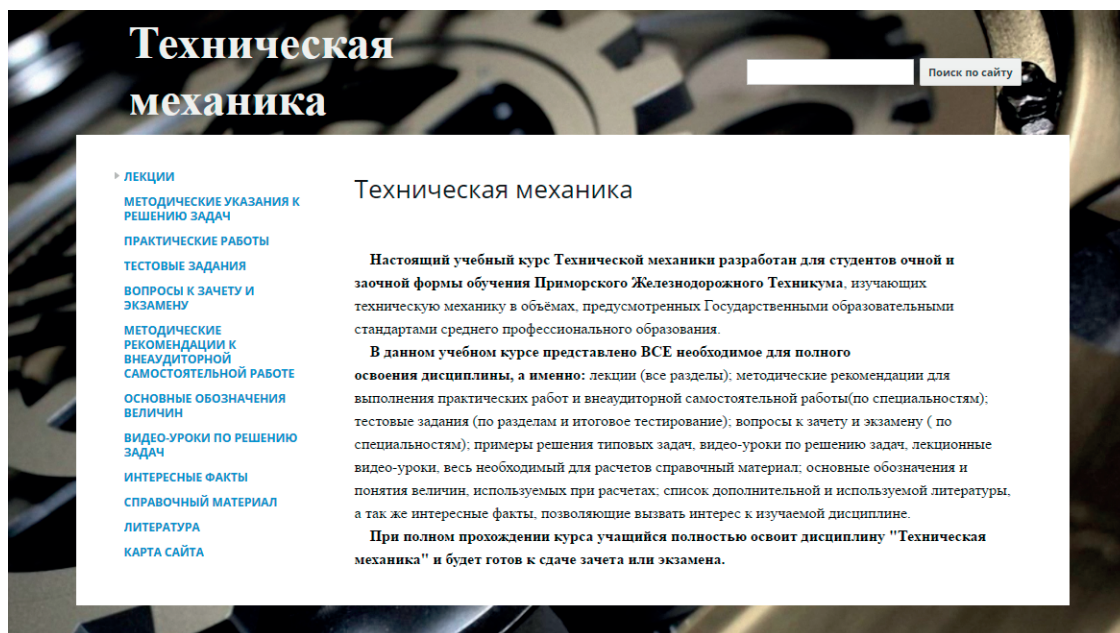 Техническая
механика
Поиск по сайту
ЛЕКЦИИ
МЕТОДИЧЕСКИЕ УКАЗАНИЯ К
РЕШЕНИЮ ЗАДАЧ
ПРАКТИЧЕСКИЕ РАБОТЫ
ТЕСТОВЫЕ ЗАДАНИЯ
ВОПРОСЫ К ЗАЧЕТУ И
ЭКЗАМЕНУ
МЕТОДИЧЕСКИЕ
РЕКОМЕНДАЦИИ К
ВНЕАУДИТОРНОЙ
САМОСТОЯТЕЛЬНОЙ РАБОТЕ
ОСНОВНЫЕ ОБОЗНАЧЕНИЯ
ВЕЛИЧИН
ВИДЕО-УРОКИ ПО РЕШЕНИЮ
ЗАДАЧ
ИНТЕРЕСНЫЕ ФАКТЫ
СПРАВОЧНЫЙ МАТЕРИАЛ
ЛИТЕРАТУРА
КАРТА САЙТА
Техническая механика
Настоящий учебный курс Технической механики разработан для студентов очной и
заочной формы обучения Приморского Железнодорожного Техникума, изучающих
техническую механику в объёмах, предусмотренных Государственными образовательными
стандартами среднего профессионального образования.
В данном учебном курсе представлено ВСЕ необходимое для полного
освоения дисциплины, а именно: лекции (все разделы); методические рекомендации для
выполнения практических работ и внеаудиторной самостоятельной работы(по специальностям);
тестовые задания (по разделам и итоговое тестирование); вопросы к зачету и экзамену ( по
специальностям); примеры решения типовых задач, видео-уроки по решению задач, лекционные
видео-уроки, весь необходимый для расчетов справочный материал; основные обозначения и
понятия величин, используемых при расчетах; список дополнительной и используемой литературы,
а так же интересные факты, позволяющие вызвать интерес к изучаемой дисциплине.
При полном прохождении курса учащийся полностью освоит дисциплину "Техническая
механика" и будет готов к сдаче зачета или экзамена.